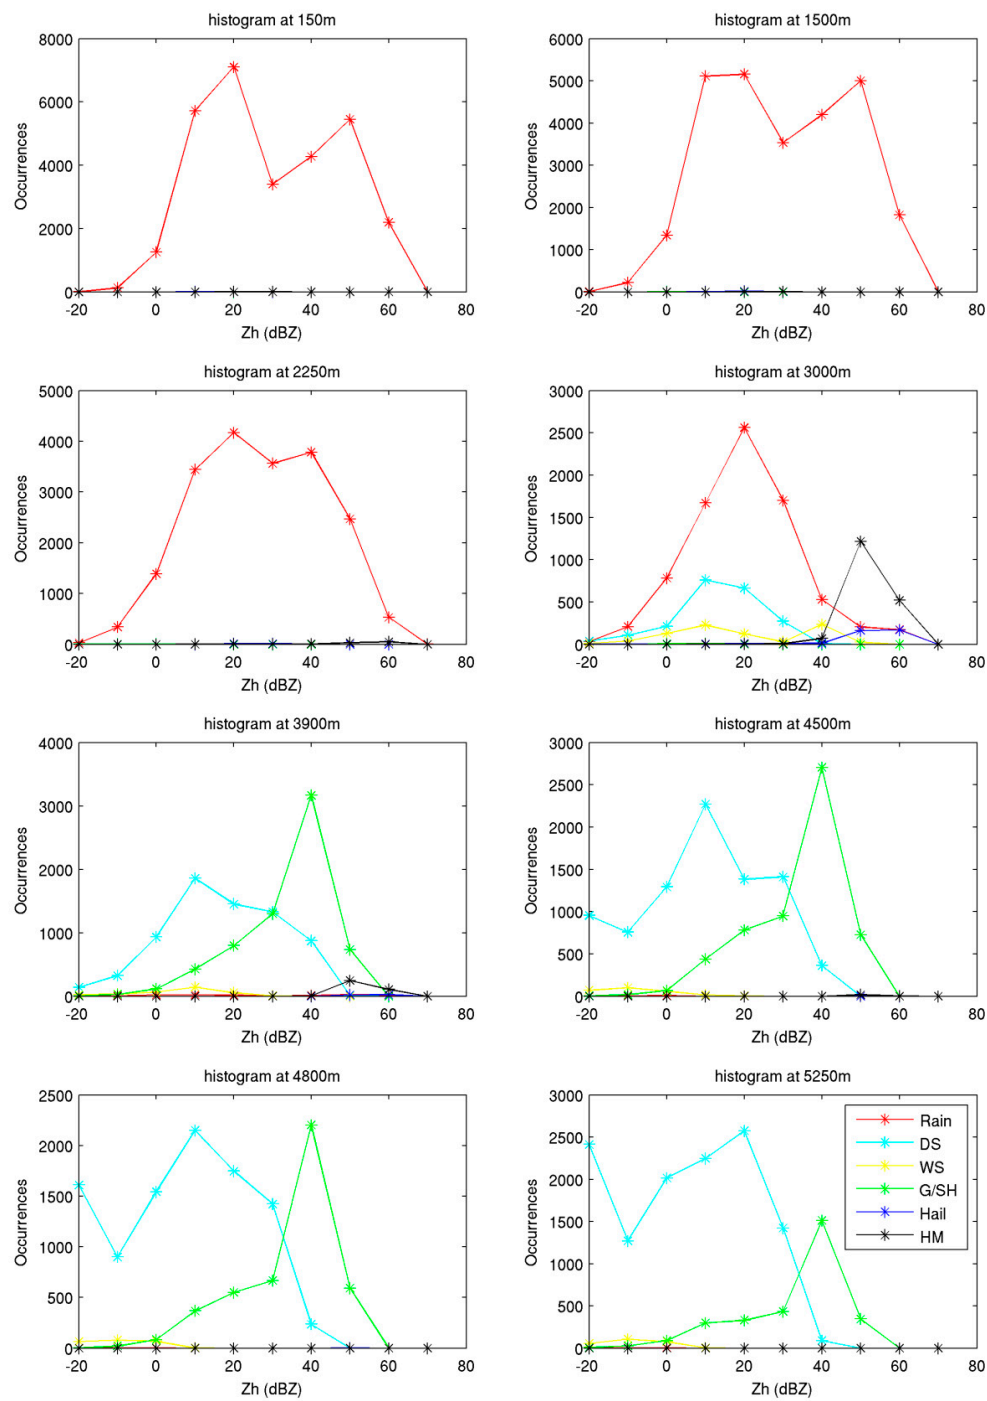 histogram at 150m
8000
6000
4000
2000
0
-20 0 20 40 60 80
Occurrences
Zh (dBZ)
histogram at 1500m
6000
5000
4000
3000
2000
1000
0
-20 0 20 40 60 80
Occurrences
Zh (dBZ)
histogram at 2250m
5000
4000
3000
2000
1000
0
-20 0 20 40 60 80
Occurrences
Zh (dBZ)
histogram at 3000m
3000
2500
2000
1500
1000
500
0
-20 0 20 40 60 80
Occurrences
Zh (dBZ)
histogram at 3900m
4000
3000
2000
1000
0
-20 0 20 40 60 80
Occurrences
Zh (dBZ)
histogram at 4500m
3000
2500
2000
1500
1000
500
0
-20 0 20 40 60 80
Occurrences
Zh (dBZ)
histogram at 4800m
2500
2000
1500
1000
500
0
-20 0 20 40 60 80
Occurrences
Zh (dBZ)
histogram at 5250m
3000
2500
2000
1500
1000
500
0
-20 0 20 40 60 80
Occurrences
Zh (dBZ)
Rain
DS
WS
G/SH
Hail
HM